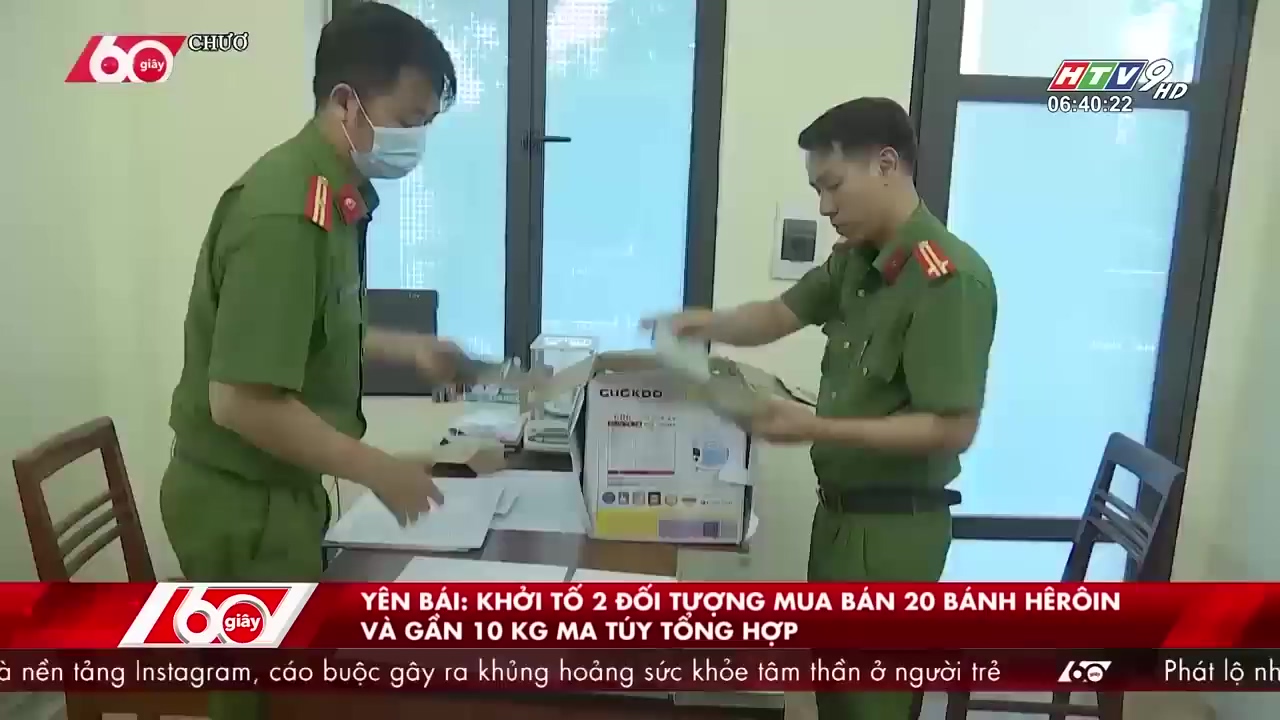 60 giây
CHƯƠ
HTV9 HD
06:40:22
CUCKOO
60 giây
YÊN BÁI: KHỞI TỐ 2 ĐỐI TƯỢNG MUA BÁN 20 BÁNH HÊRÔIN
VÀ GẦN 10 KG MA TÚY TỔNG HỢP
à nền tảng Instagram, cáo buộc gây ra khủng hoảng sức khỏe tâm thần ở người trẻ 60 giây Phát lộ nh